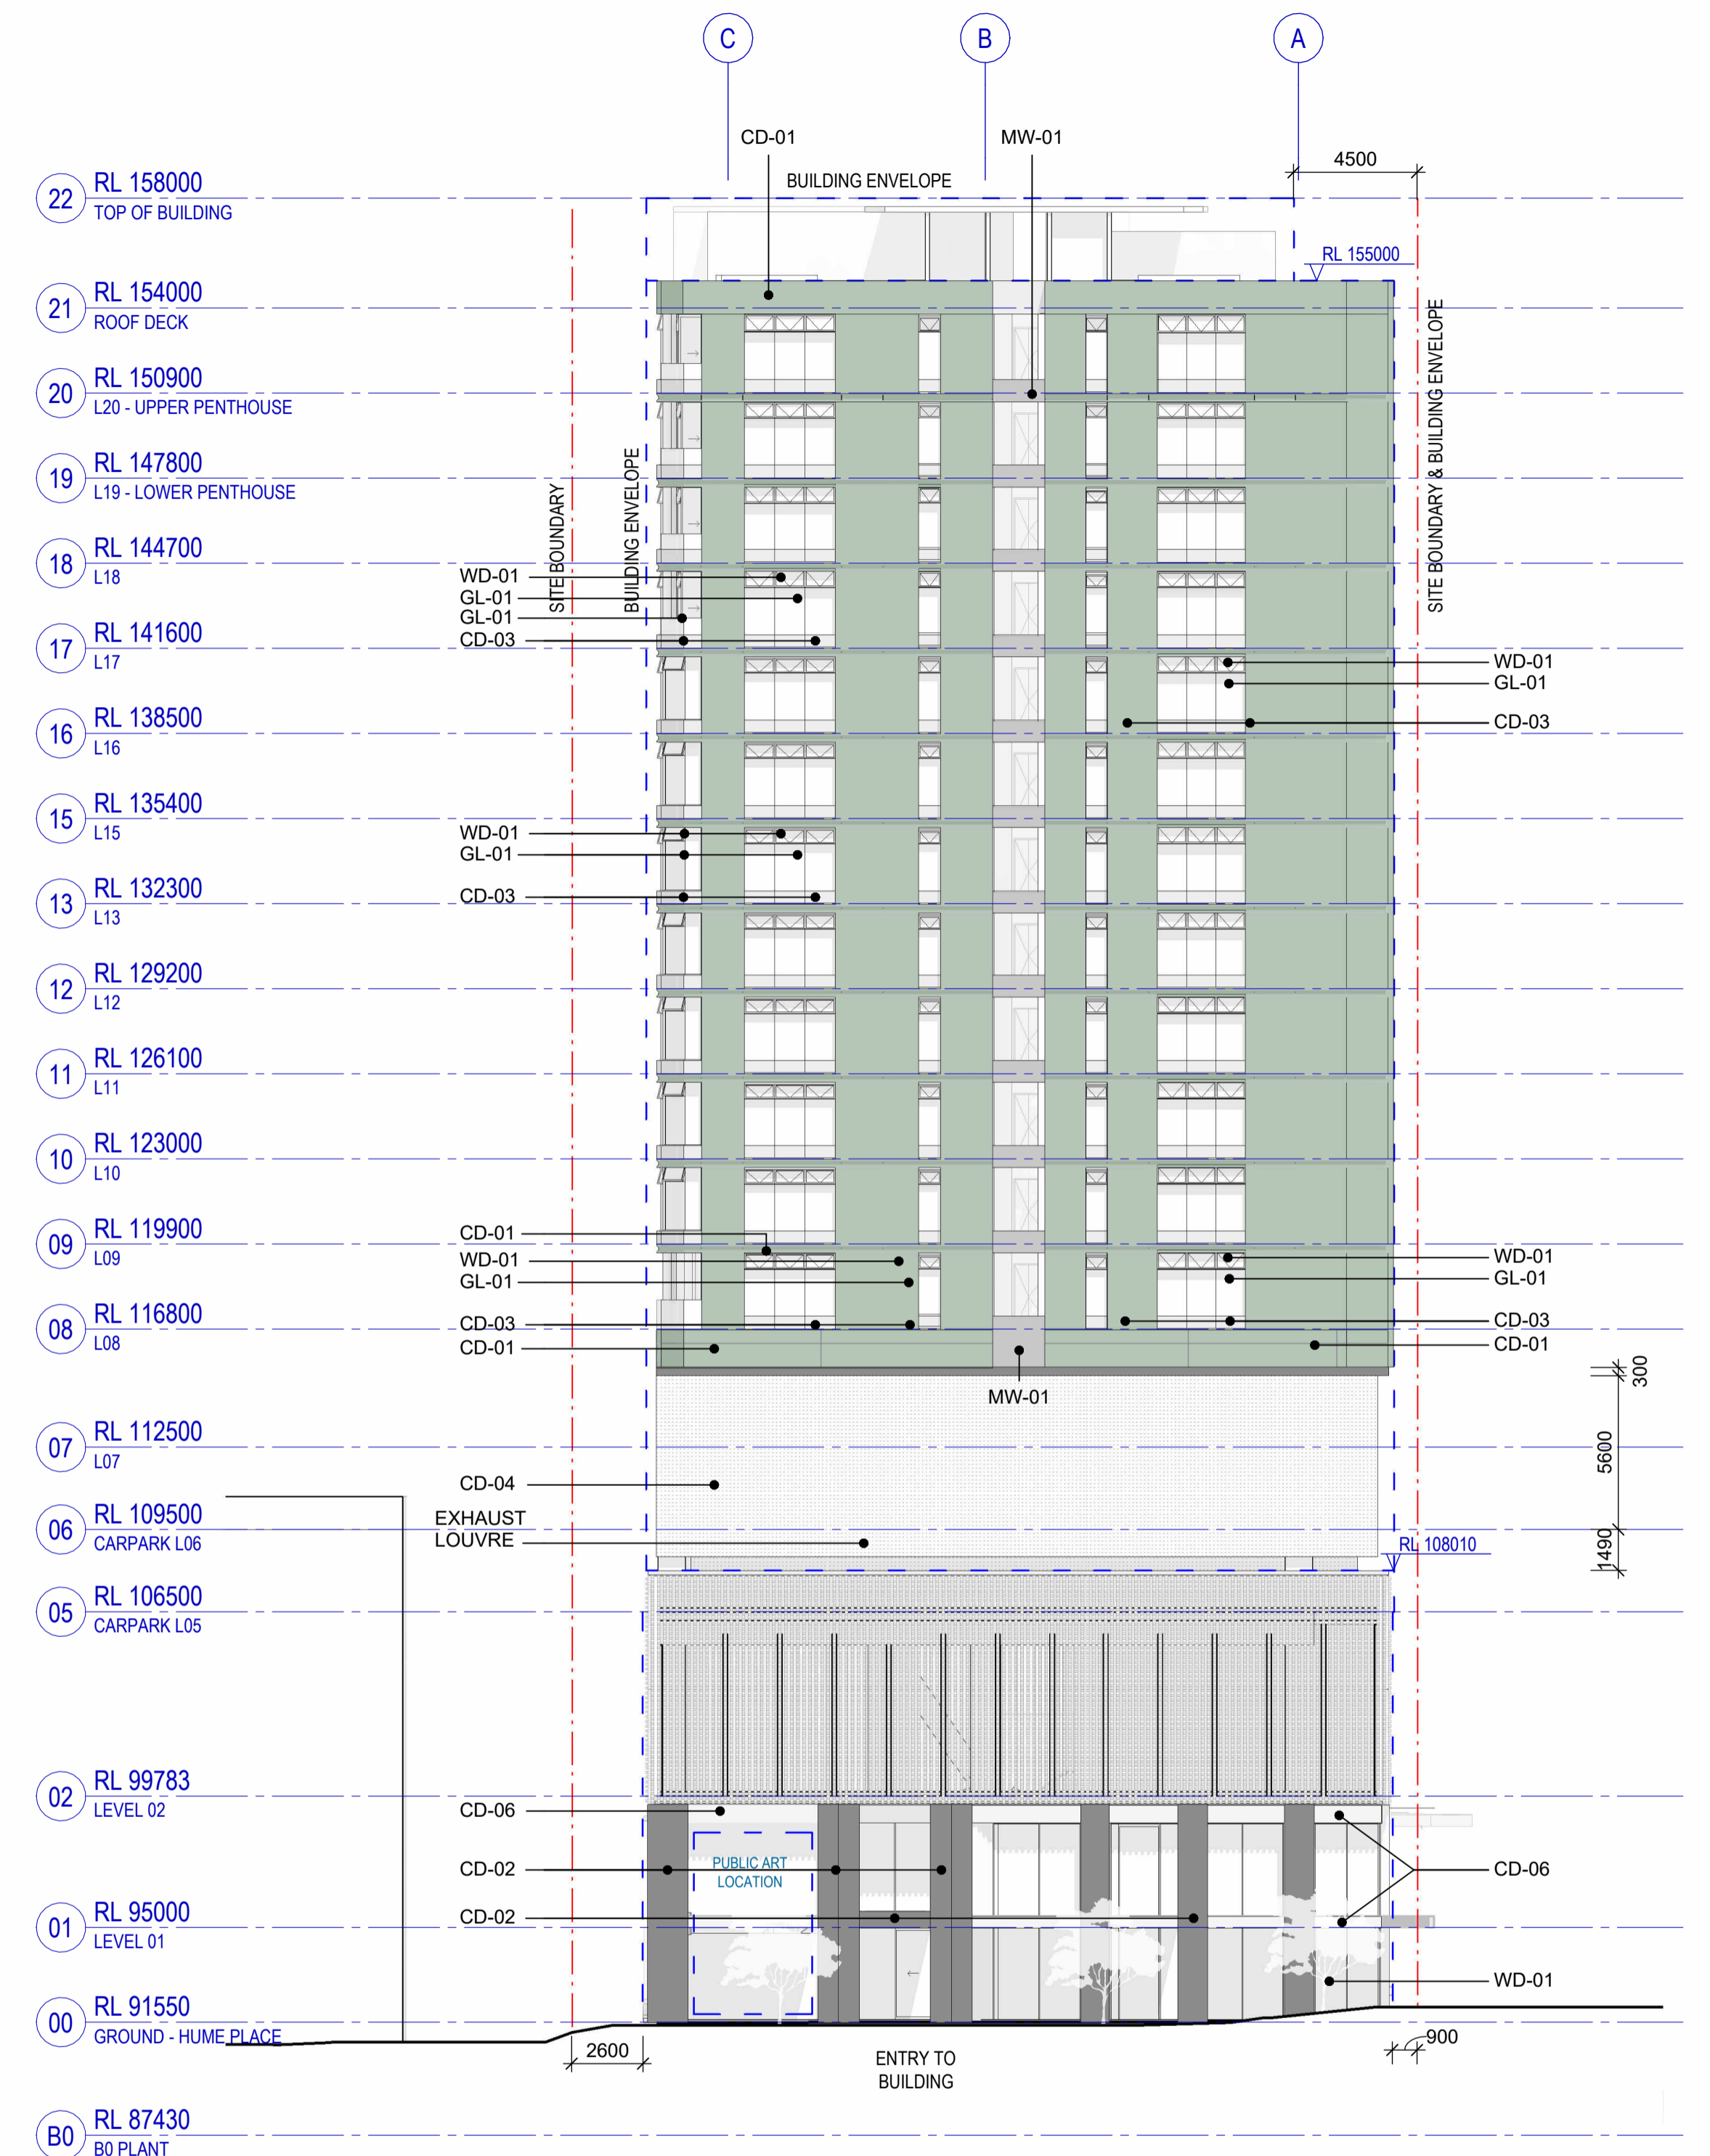 C
B
A
CD-01
MW-01
4500
BUILDING ENVELOPE
22
RL 158000
TOP OF BUILDING
RL 155000
21
RL 154000
ROOF DECK
20
RL 150900
L20 - UPPER PENTHOUSE
19
RL 147800
L19 - LOWER PENTHOUSE
SITE BOUNDARY
BUILDING ENVELOPE
SITE BOUNDARY & BUILDING ENVELOPE
18
RL 144700
L18
WD-01
GL-01
GL-01
CD-03
17
RL 141600
L17
WD-01
GL-01
CD-03
16
RL 138500
L16
15
RL 135400
L15
WD-01
GL-01
CD-03
13
RL 132300
L13
12
RL 129200
L12
11
RL 126100
L11
10
RL 123000
L10
09
RL 119900
L09
CD-01
WD-01
GL-01
CD-03
CD-01
WD-01
GL-01
CD-03
CD-01
08
RL 116800
L08
MW-01
300
5600
1490
07
RL 112500
L07
CD-04
EXHAUST
LOUVRE
06
RL 109500
CARPARK L06
RL 108010
05
RL 106500
CARPARK L05
02
RL 99783
LEVEL 02
CD-06
CD-02
CD-02
PUBLIC ART
LOCATION
CD-06
WD-01
01
RL 95000
LEVEL 01
00
RL 91550
GROUND - HUME PLACE
2600
ENTRY TO
BUILDING
900
B0
RL 87430
B0 PLANT